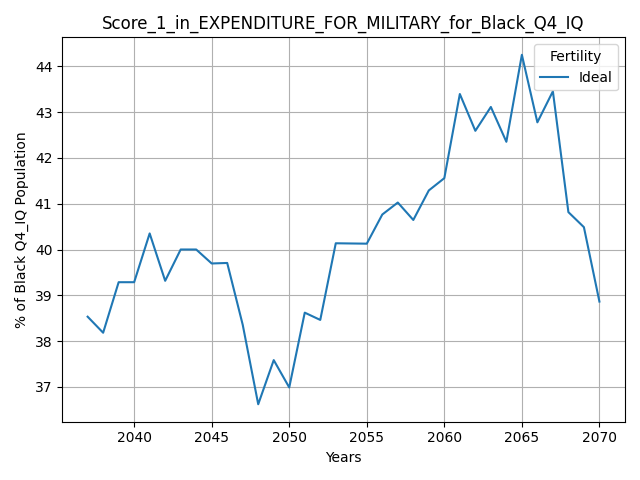 Score_1_in_EXPENDITURE_FOR_MILITARY_for_Black_Q4_IQ
Fertility
Ideal
% of Black Q4_IQ Population
44
43
42
41
40
39
38
37
2040 2045 2050 2055 2060 2065 2070
Years